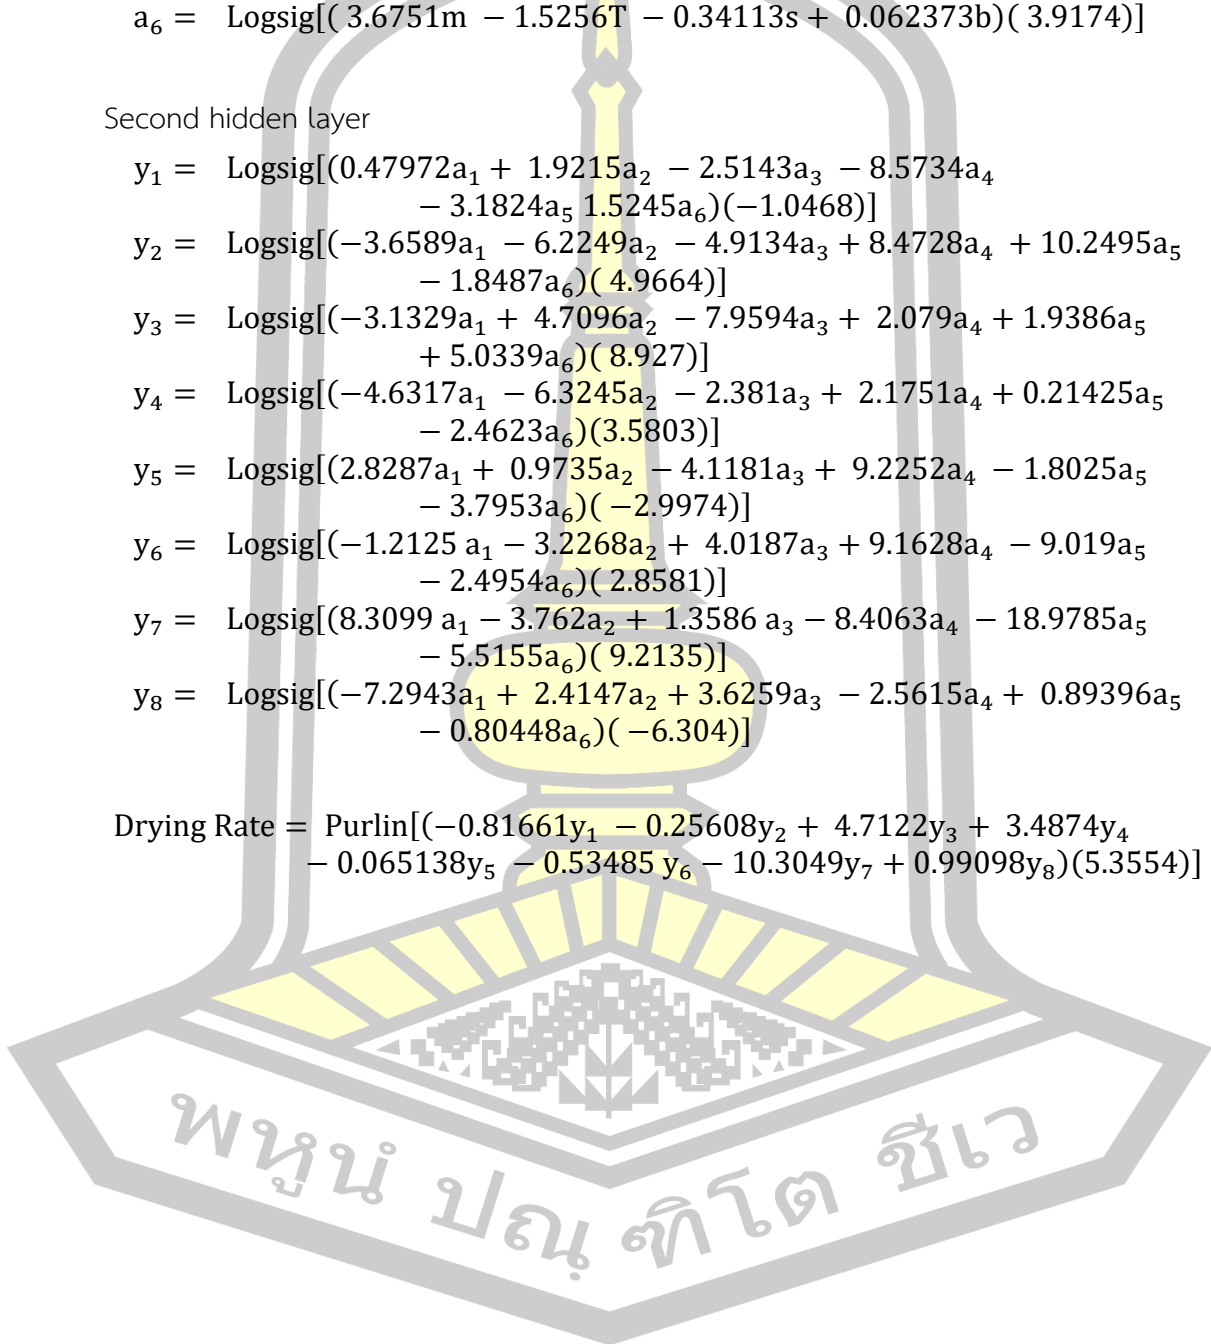 a₆ = Logsig[( 3.6751m − 1.5256T − 0.34113s + 0.062373b)( 3.9174)]
Second hidden layer
y₁ = Logsig[(0.47972a₁ + 1.9215a₂ − 2.5143a₃ − 8.5734a₄
− 3.1824a₅ 1.5245a₆)(−1.0468)]
y₂ = Logsig[(−3.6589a₁ − 6.2249a₂ − 4.9134a₃ + 8.4728a₄ + 10.2495a₅
− 1.8487a₆)( 4.9664)]
y₃ = Logsig[(−3.1329a₁ + 4.7096a₂ − 7.9594a₃ + 2.079a₄ + 1.9386a₅
+ 5.0339a₆)( 8.927)]
y₄ = Logsig[(−4.6317a₁ − 6.3245a₂ − 2.381a₃ + 2.1751a₄ + 0.21425a₅
− 2.4623a₆)(3.5803)]
y₅ = Logsig[(2.8287a₁ + 0.9735a₂ − 4.1181a₃ + 9.2252a₄ − 1.8025a₅
− 3.7953a₆)( −2.9974)]
y₆ = Logsig[(−1.2125 a₁ − 3.2268a₂ + 4.0187a₃ + 9.1628a₄ − 9.019a₅
− 2.4954a₆)( 2.8581)]
y₇ = Logsig[(8.3099 a₁ − 3.762a₂ + 1.3586 a₃ − 8.4063a₄ − 18.9785a₅
− 5.5155a₆)( 9.2135)]
y₈ = Logsig[(−7.2943a₁ + 2.4147a₂ + 3.6259a₃ − 2.5615a₄ + 0.89396a₅
− 0.80448a₆)( −6.304)]
Drying Rate = Purlin[(−0.81661y₁ − 0.25608y₂ + 4.7122y₃ + 3.4874y₄
− 0.065138y₅ − 0.53485 y₆ − 10.3049y₇ + 0.99098y₈)(5.3554)]
พหูนํ ปณฺฑิโต ชีเว